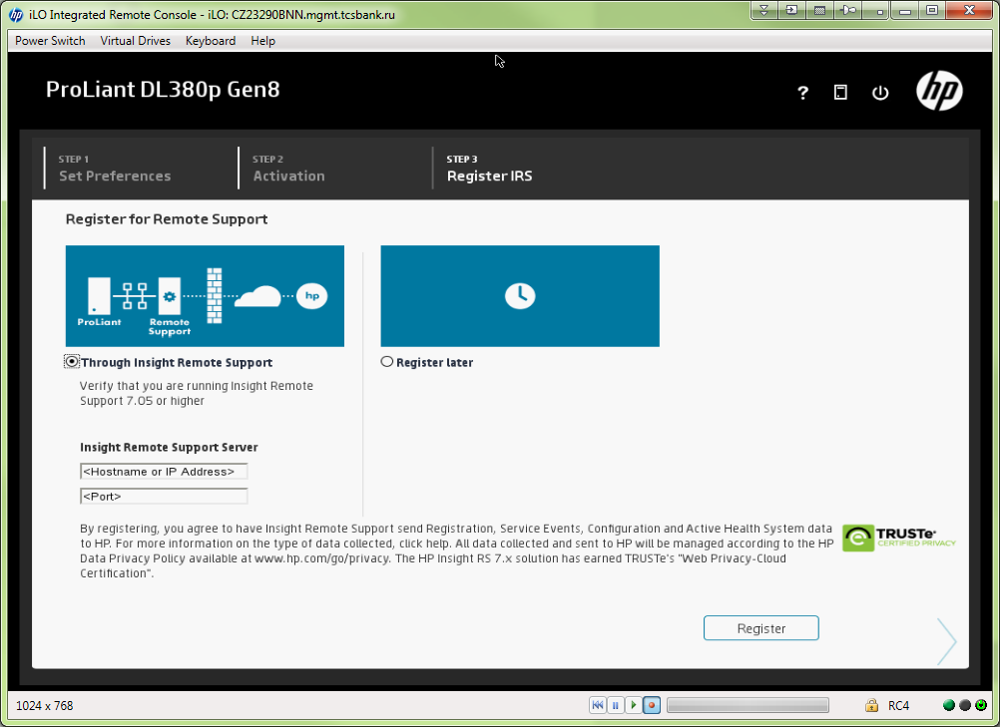 iLO Integrated Remote Console - iLO: CZ23290BNN.mgmt.tcsbank.ru
Power Switch Virtual Drives Keyboard Help
ProLiant DL380p Gen8
?
hp
STEP 1
Set Preferences
STEP 2
Activation
STEP 3
Register IRS
Register for Remote Support
hp
ProLiant
Remote
Support
Through Insight Remote Support
Register later
Verify that you are running Insight Remote
Support 7.05 or higher
Insight Remote Support Server
<Hostname or IP Address>
<Port>
By registering, you agree to have Insight Remote Support send Registration, Service Events, Configuration and Active Health System data
to HP. For more information on the type of data collected, click help. All data collected and sent to HP will be managed according to the HP
Data Privacy Policy available at www.hp.com/go/privacy. The HP Insight RS 7.x solution has earned TRUSTe's "Web Privacy-Cloud
Certification".
TRUSTe
CERTIFIED PRIVACY
Register
1024 x 768
RC4